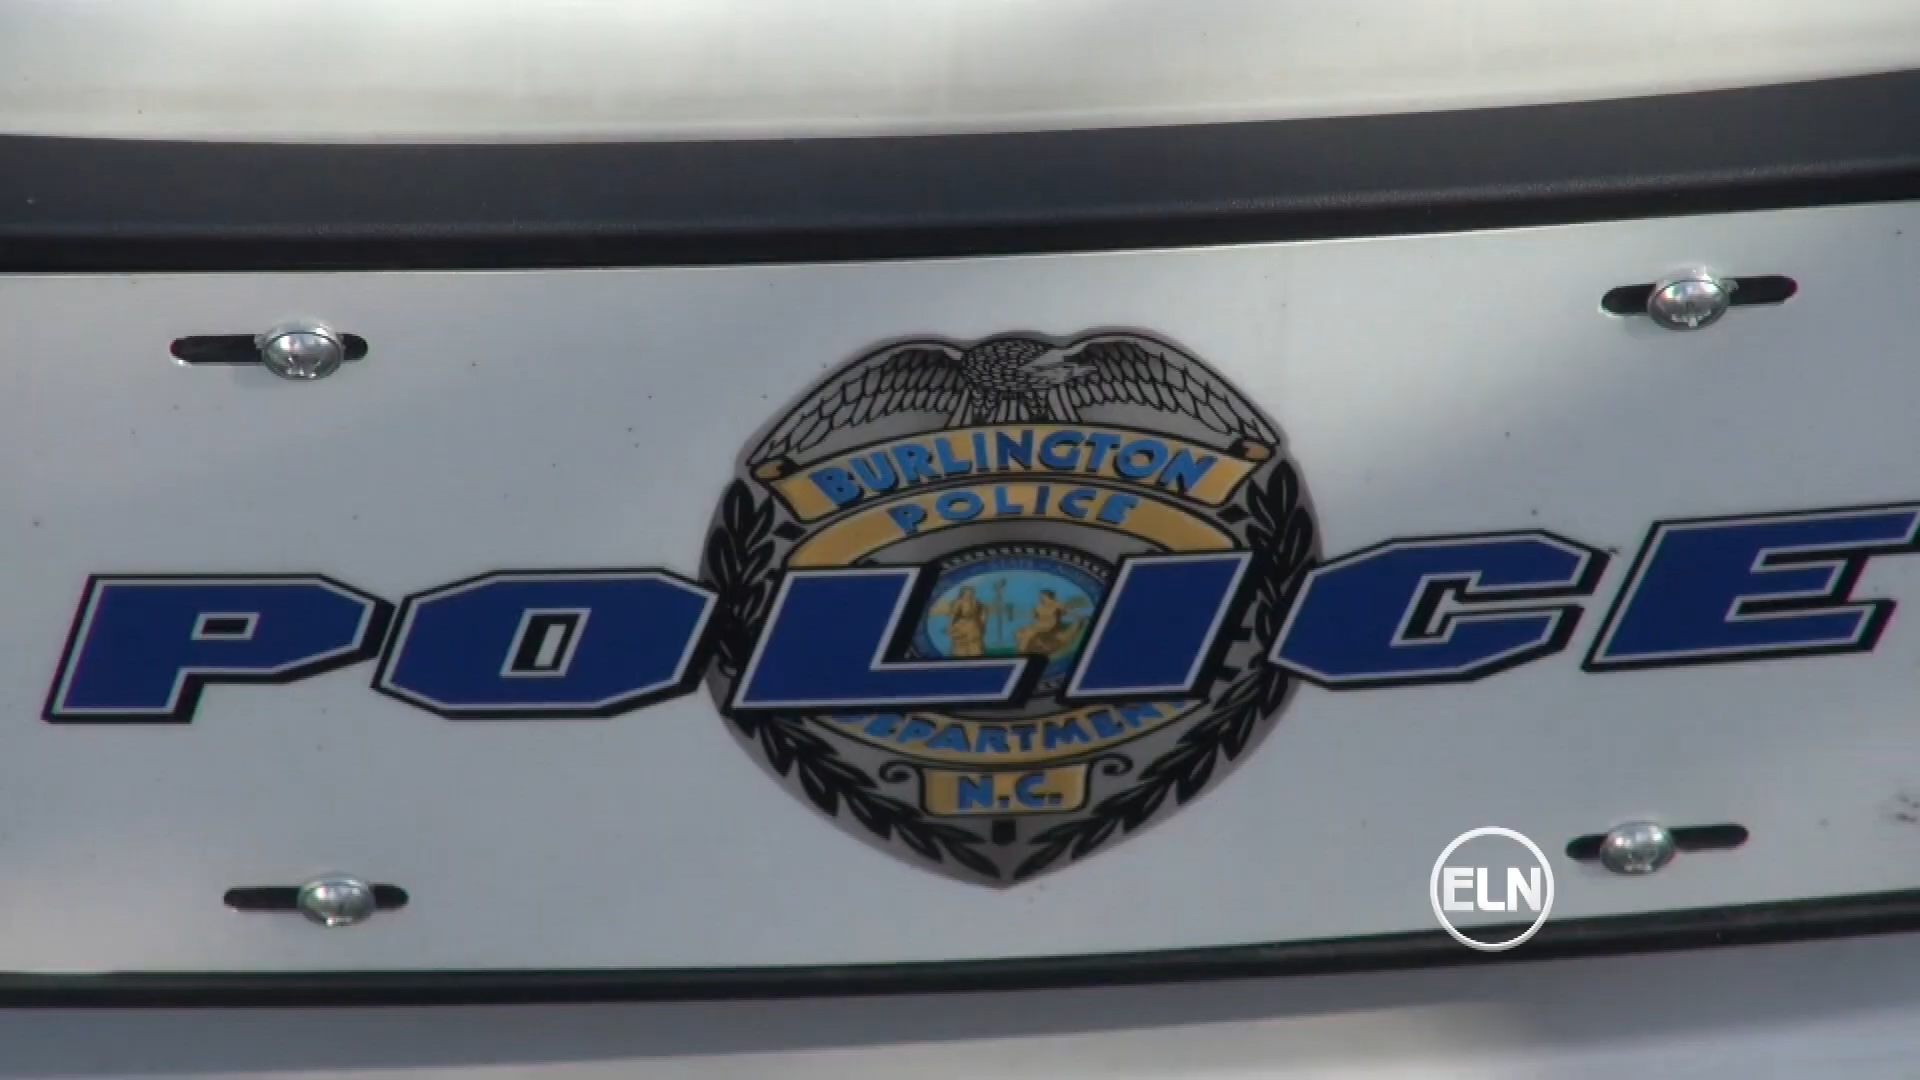 BURLINGTON
POLICE
POLICE
DEPARTMENT
N.C.
ELN